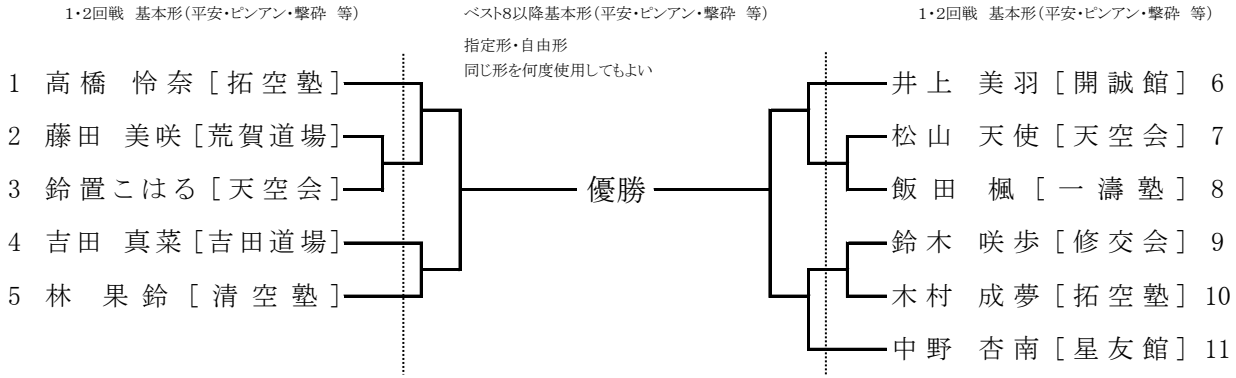 1・2回戦 基本形(平安・ピンアン・撃砕 等)
ベスト8以降基本形(平安・ピンアン・撃砕 等)
指定形・自由形
同じ形を何度使用してもよい
1・2回戦 基本形(平安・ピンアン・撃砕 等)
1 高橋 怜奈 [拓空塾]
2 藤田 美咲 [荒賀道場]
3 鈴置こはる [天空会]
4 吉田 真菜 [吉田道場]
5 林 果鈴 [清空塾]
優勝
井上 美羽 [開誠館] 6
松山 天使 [天空会] 7
飯田 楓 [一濤塾] 8
鈴木 咲歩 [修交会] 9
木村 成夢 [拓空塾] 10
中野 杏南 [星友館] 11